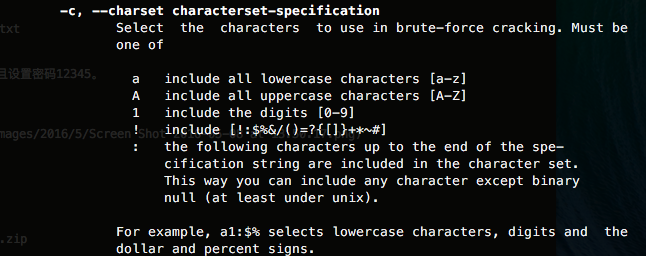 -c, --charset characterset-specification
Select the characters to use in brute-force cracking. Must be
txt
one of
且设置密码12345。
a include all lowercase characters [a-z]
A include all uppercase characters [A-Z]
1 include the digits [0-9]
mages/2016/5/Screen Shot
! include [!:$%&/()=?{[]}+*~#]
: the following characters up to the end of the spe-
cification string are included in the character set.
This way you can include any character except binary
null (at least under unix).
For example, a1:$% selects lowercase characters, digits and the
.zip
dollar and percent signs.